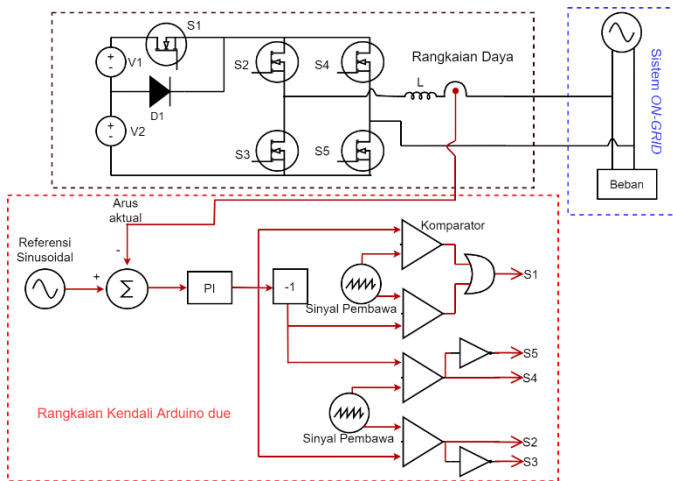 S1
V1
D1
V2
S2
S4
S3
S5
L
Rangkaian Daya
Sistem ON-GRID
Beban
Arus
aktual
Referensi
Sinusoidal
-
+
Σ
PI
-1
Komparator
Sinyal Pembawa
S1
S5
S4
Sinyal Pembawa
S2
S3
Rangkaian Kendali Arduino due